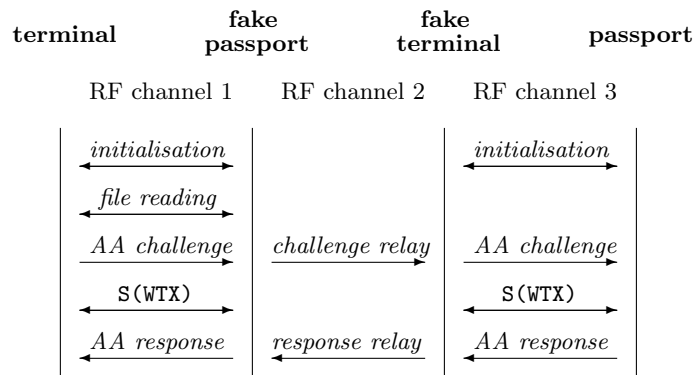 terminal fake passport fake terminal passport
RF channel 1 RF channel 2 RF channel 3
initialisation initialisation
file reading
AA challenge challenge relay AA challenge
S(WTX) S(WTX)
AA response response relay AA response